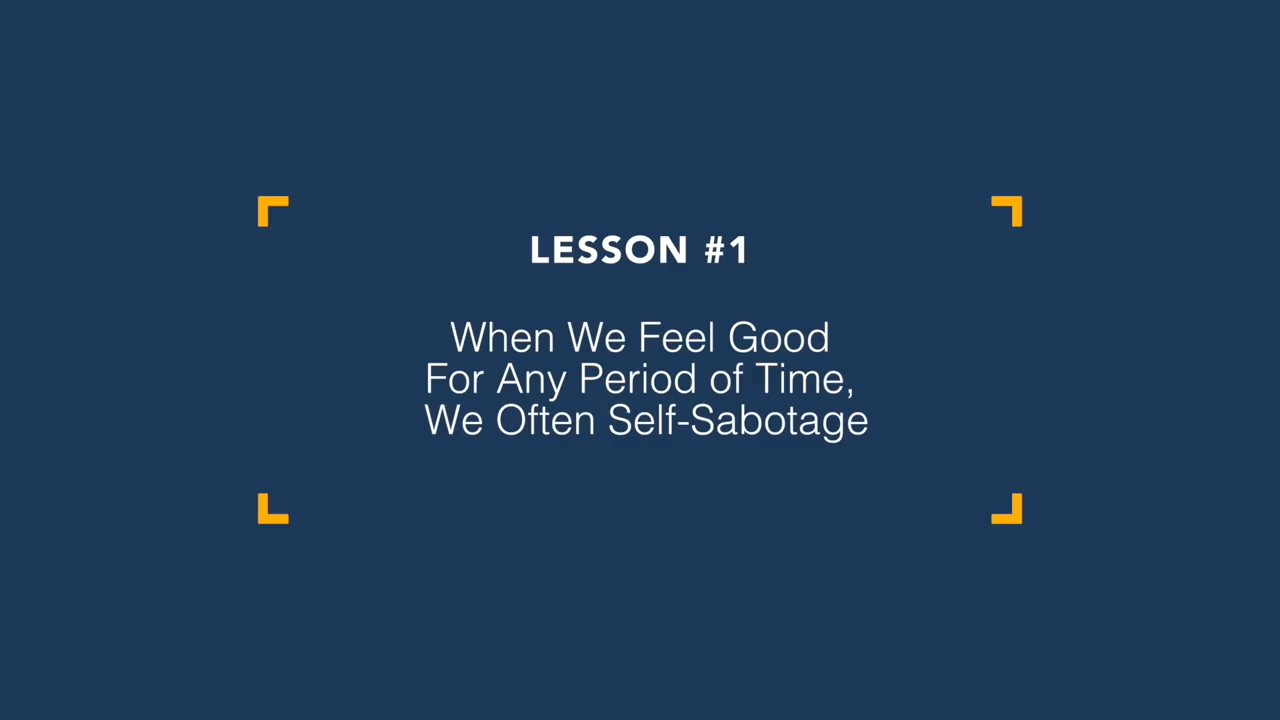 LESSON #1
When We Feel Good
For Any Period of Time,
We Often Self-Sabotage